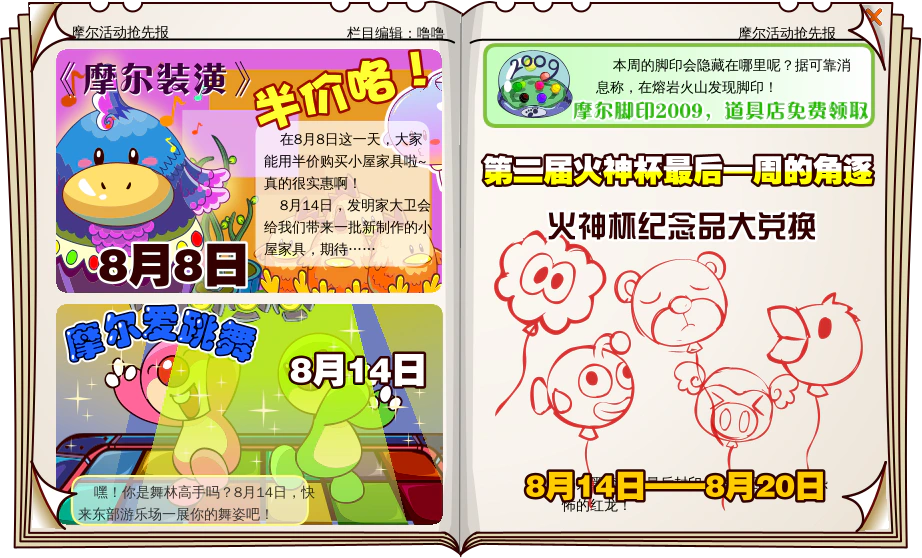 摩尔活动抢先报
栏目编辑：噜噜
《摩尔装潢》
半价咯！
在8月8日这一天，大家
能用半价购买小屋家具啦~
真的很实惠啊！
8月14日，发明家大卫会
给我们带来一批新制作的小
屋家具，期待……
8月8日
摩尔爱跳舞
8月14日
嘿！你是舞林高手吗？8月14日，快
来东部游乐场一展你的舞姿吧！
摩尔活动抢先报
2009
本周的脚印会隐藏在哪里呢？据可靠消
息称，在熔岩火山发现脚印！
摩尔脚印2009，道具店免费领取
第二届火神杯最后一周的角逐
火神杯纪念品大兑换
8月14日——8月20日
怖的红龙！